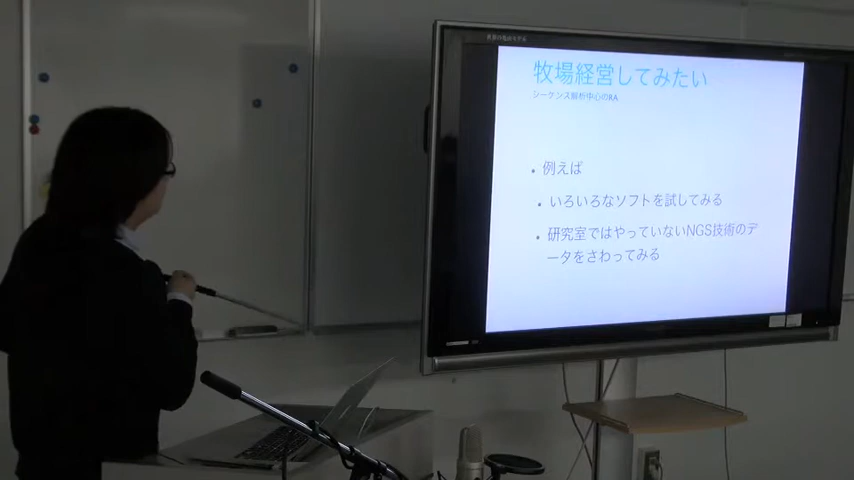 牧場経営してみたい
シーケンス解析中心のRA
• 例えば
• いろいろなソフトを試してみる
• 研究室ではやっていないNGS技術のデ
ータをさわってみる